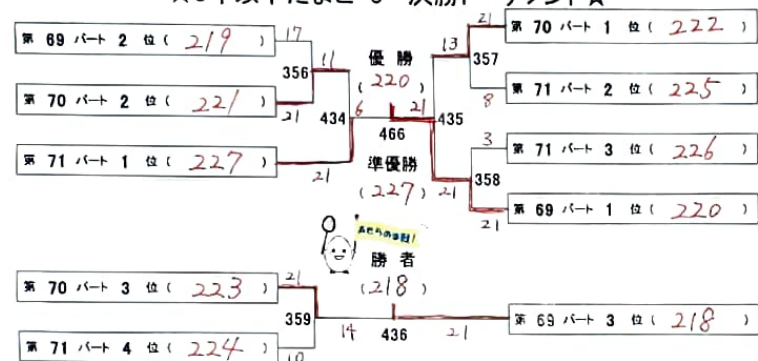 第 70 パート 1 位 ( 222 )
21
第 69 パート 2 位 ( 219 )
17
優 勝
13
357
356
11
( 220 )
第 70 パート 2 位 ( 221 )
21
434
6
21
435
8
第 71 パート 2 位 ( 225 )
466
3
第 71 パート 3 位 ( 226 )
第 71 パート 1 位 ( 227 )
21
準優勝
( 227 )
21
358
21
第 69 パート 1 位 ( 220 )
勝 者
( 218 )
第 70 パート 3 位 ( 223 )
21
359
14
436
21
第 69 パート 3 位 ( 218 )
第 71 パート 4 位 ( 224 )
10